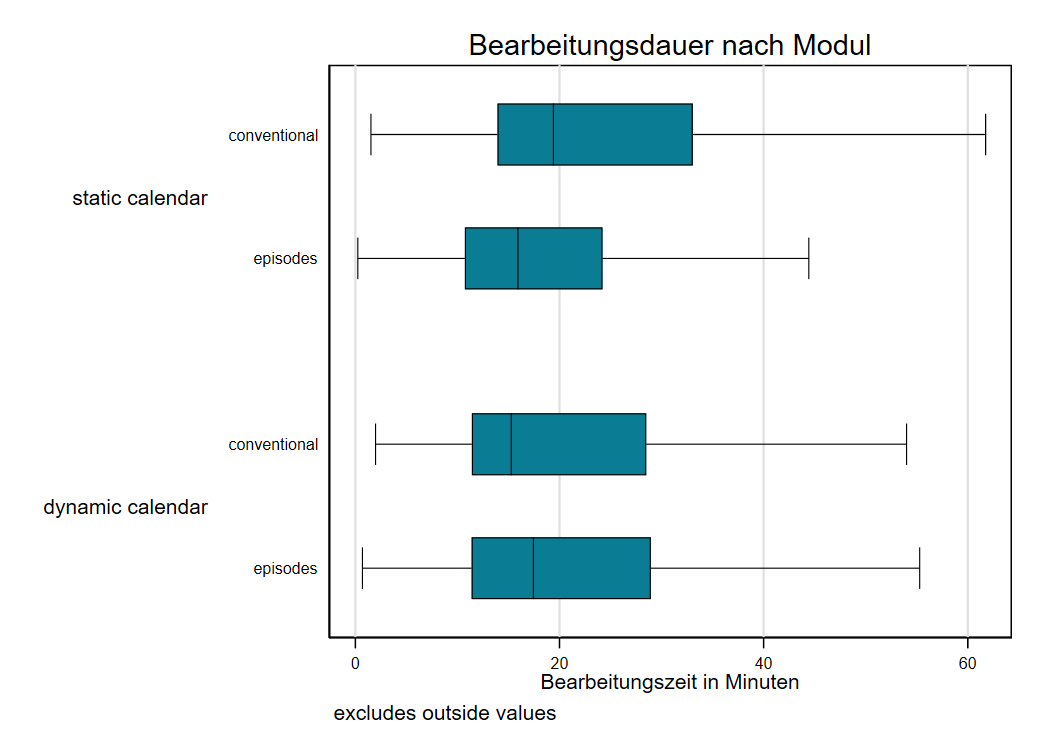 Bearbeitungsdauer nach Modul
conventional
static calendar
episodes
conventional
dynamic calendar
episodes
0 20 40 60
Bearbeitungszeit in Minuten
excludes outside values